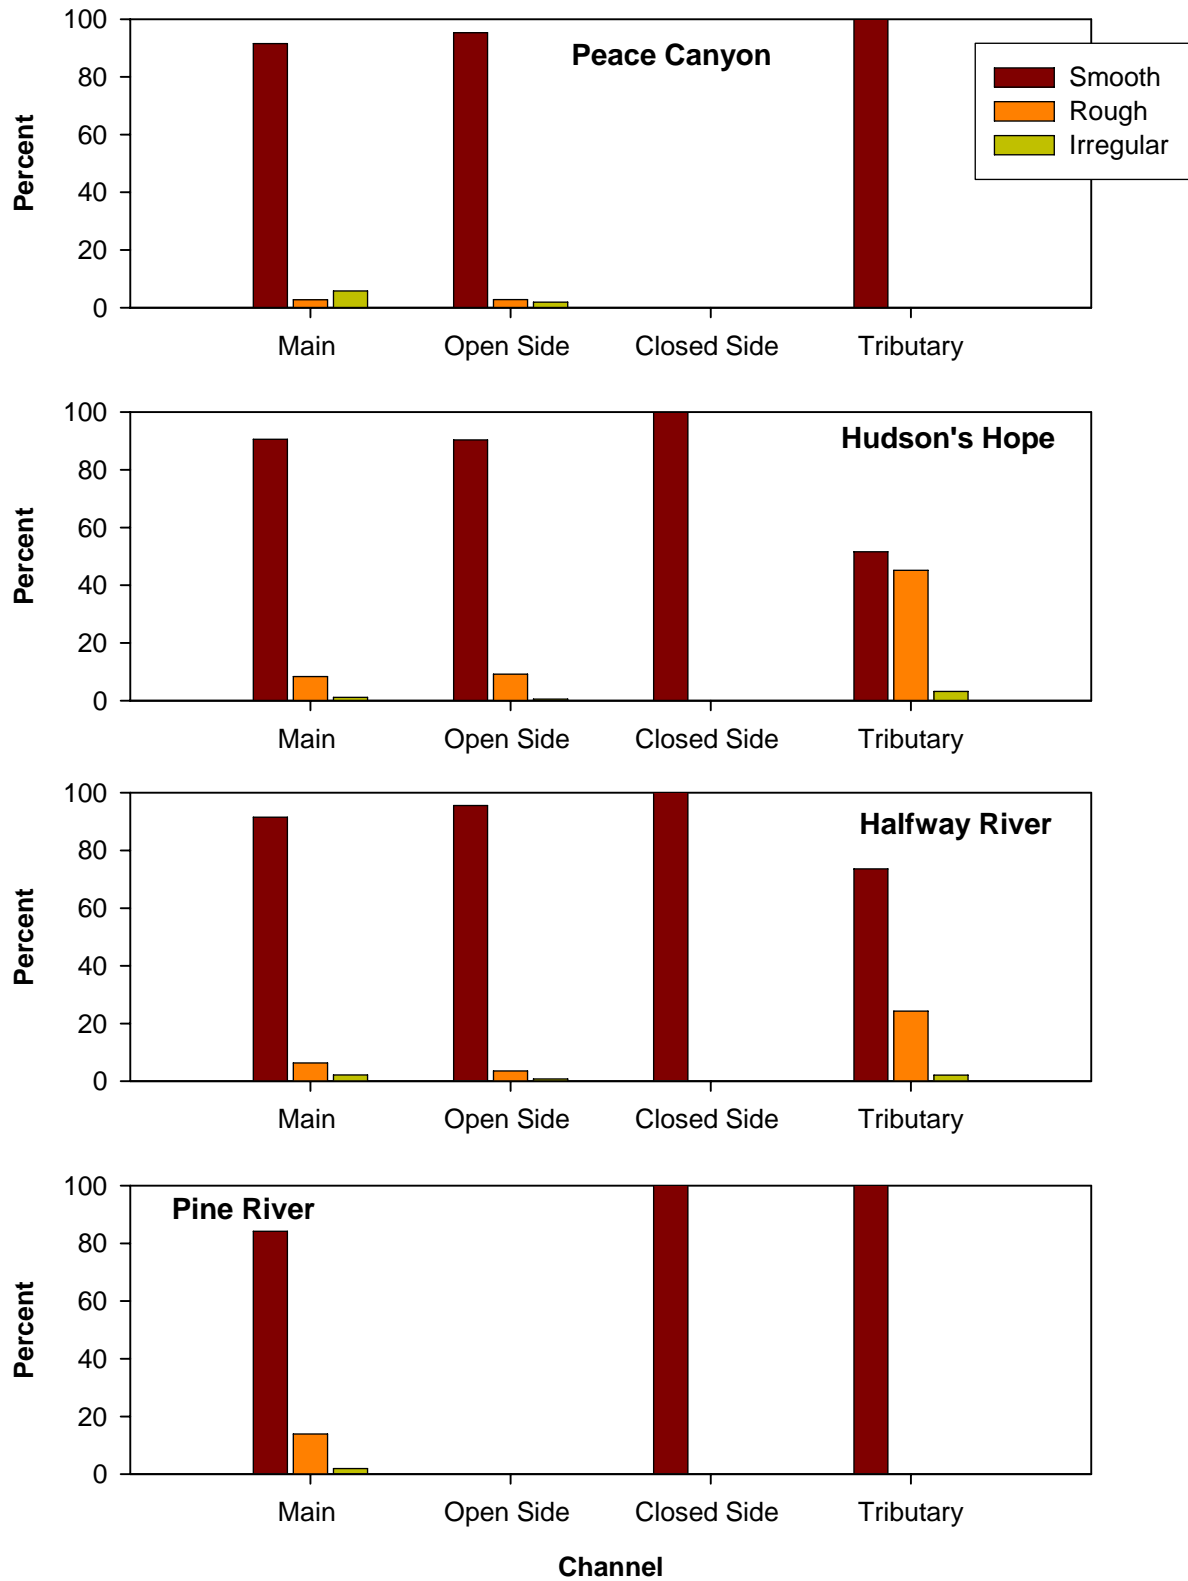 100
Peace Canyon
Smooth
80
Rough
60
Irregular
Percent
40
20
0
Main Open Side Closed Side Tributary
100
Hudson's Hope
80
60
Percent
40
20
0
Main Open Side Closed Side Tributary
100
Halfway River
80
60
Percent
40
20
0
Main Open Side Closed Side Tributary
100
Pine River
80
60
Percent
40
20
0
Main Open Side Closed Side Tributary
Channel